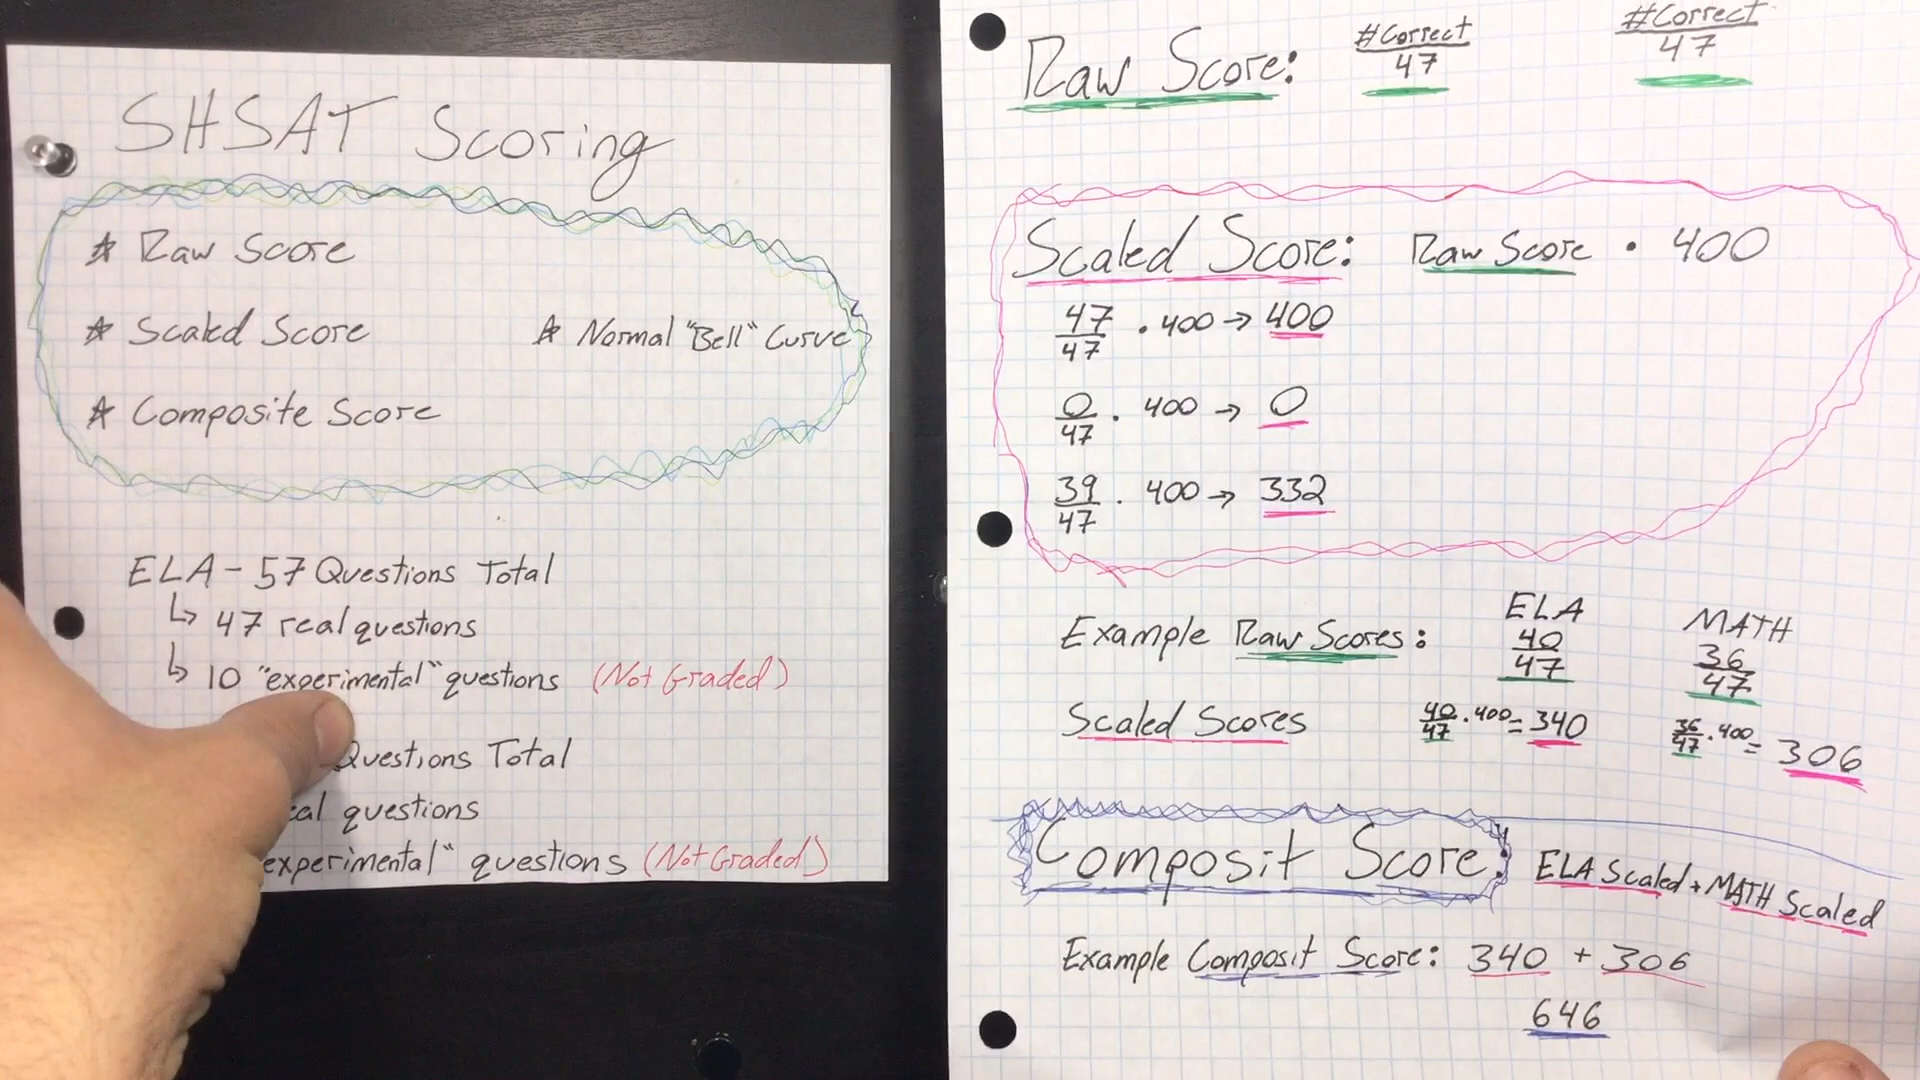 SHSAT Scoring
* Raw Score
* Scaled Score * Normal "Bell" Curve
* Composite Score
ELA - 57 Questions Total
↳ 47 real questions
↳ 10 "experimental" questions (Not Graded)
Questions Total
questions
experimental" questions (Not Graded)
Raw Score: #Correct/47 #Correct/47
Scaled Score: Raw Score • 400
47/47 . 400 → 400
0/47 . 400 → 0
39/47 . 400 → 332
ELA MATH
Example Raw Scores: 40/47 36/47
Scaled Scores 40/47 . 400 = 340 36/47 . 400 = 306
Composit Score: ELA Scaled + MATH Scaled
Example Composit Score: 340 + 306
646